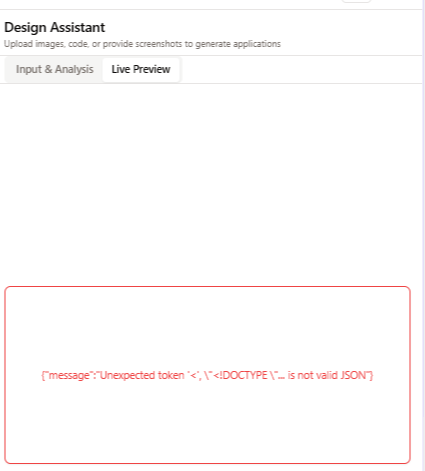 Design Assistant
Upload images, code, or provide screenshots to generate applications
Input & Analysis
Live Preview
{"message":"Unexpected token '<', \"<!DOCTYPE \"... is not valid JSON"}